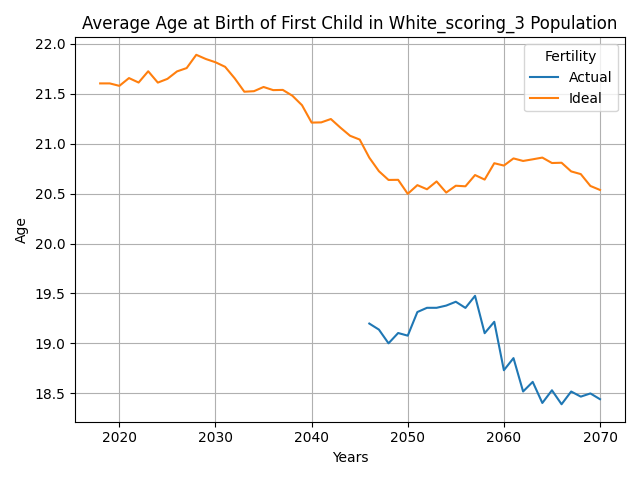 Average Age at Birth of First Child in White_scoring_3 Population
22.0
21.5
21.0
20.5
20.0
19.5
19.0
18.5
Age
Fertility
Actual
Ideal
2020 2030 2040 2050 2060 2070
Years